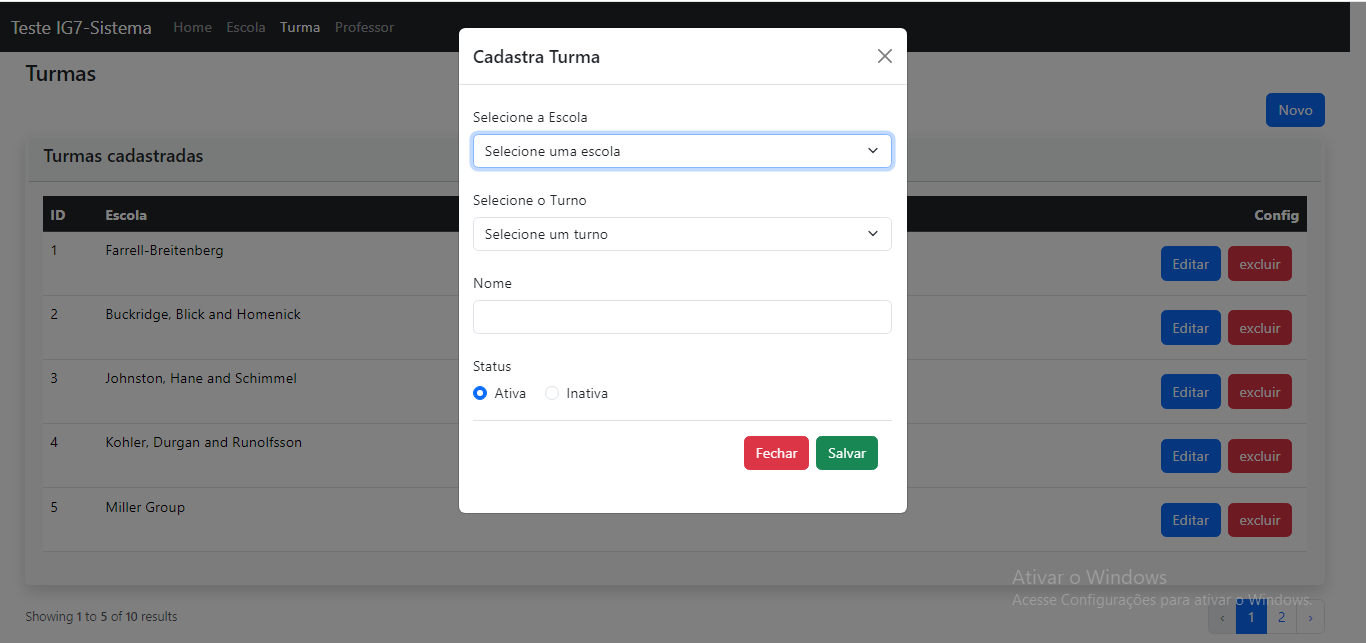 Teste IG7-Sistema Home Escola Turma Professor
Turmas
Novo
Turmas cadastradas
ID Escola Config
1 Farrell-Breitenberg Editar excluir
2 Buckridge, Blick and Homenick Editar excluir
3 Johnston, Hane and Schimmel Editar excluir
4 Kohler, Durgan and Runolfsson Editar excluir
5 Miller Group Editar excluir
Showing 1 to 5 of 10 results
‹ 1 2 ›
Cadastra Turma
Selecione a Escola
Selecione uma escola
Selecione o Turno
Selecione um turno
Nome
Status
Ativa Inativa
Fechar Salvar
Ativar o Windows
Acesse Configurações para ativar o Windows.